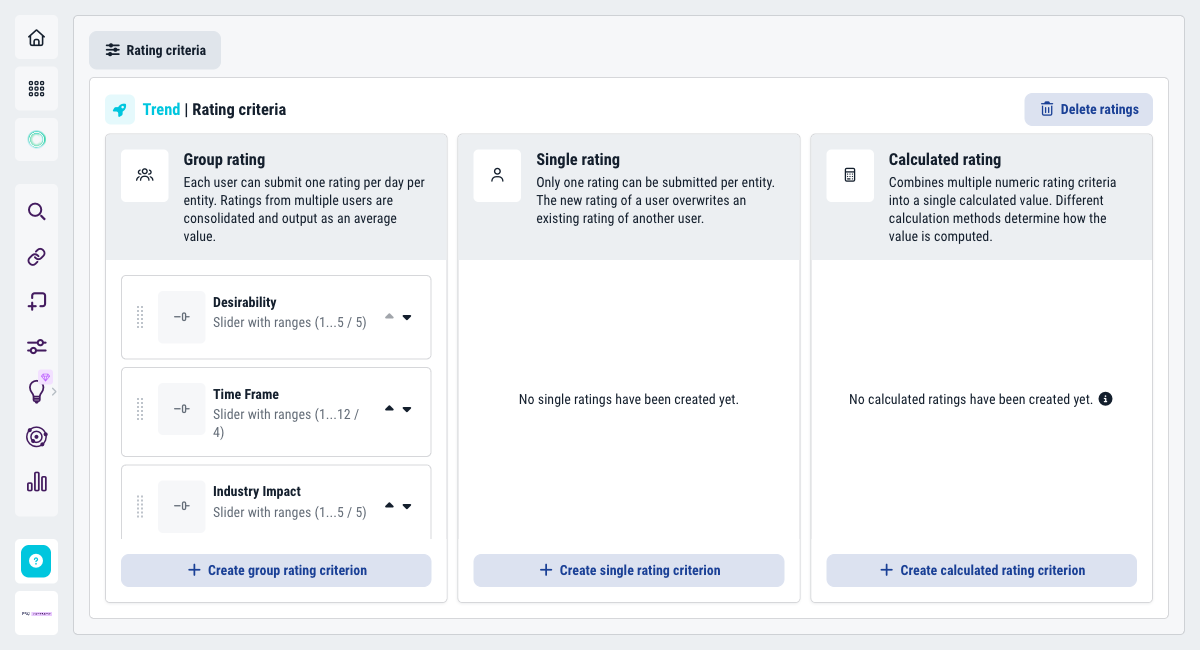 Rating criteria
Trend | Rating criteria
Delete ratings
Group rating
Each user can submit one rating per day per
entity. Ratings from multiple users are
consolidated and output as an average
value.
Single rating
Only one rating can be submitted per entity.
The new rating of a user overwrites an
existing rating of another user.
Calculated rating
Combines multiple numeric rating criteria
into a single calculated value. Different
calculation methods determine how the
value is computed.
Desirability
Slider with ranges (1...5 / 5)
Time Frame
Slider with ranges (1...12 /
4)
Industry Impact
Slider with ranges (1...5 / 5)
No single ratings have been created yet.
No calculated ratings have been created yet.
Create group rating criterion
Create single rating criterion
Create calculated rating criterion